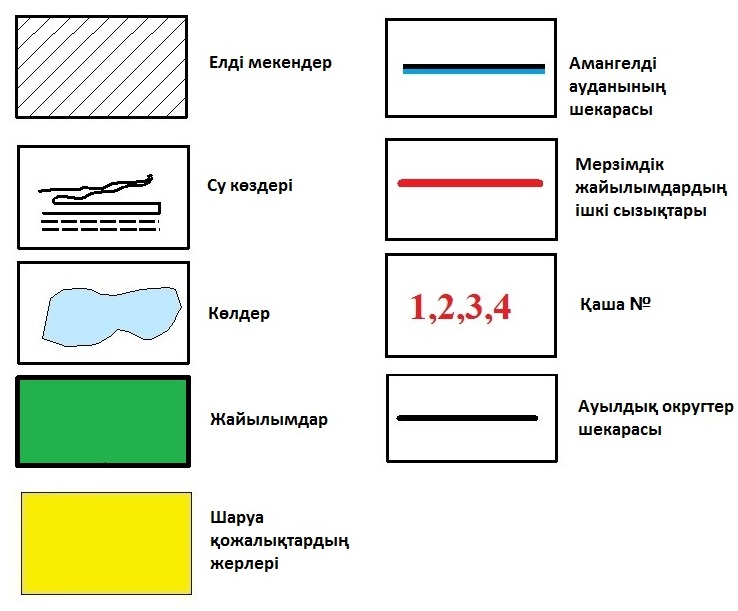 Елді мекендер
Су көздері
Көлдер
Жайылымдар
Шаруа
қожалықтардың
жерлері
Амангелді
ауданының
шекарасы
Мерзімдік
жайылымдардың
ішкі сызықтары
1,2,3,4
Қаша №
Ауылдық округтер
шекарасы